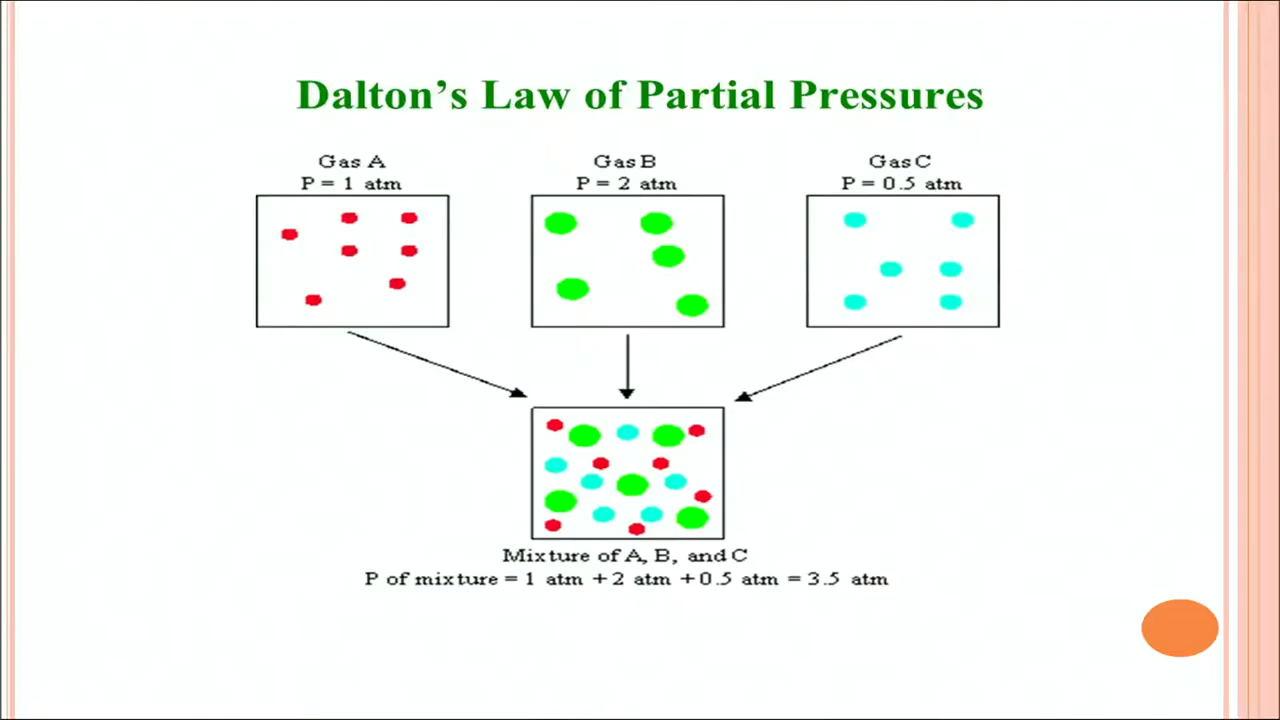 Dalton’s Law of Partial Pressures
Gas A
P = 1 atm
Gas B
P = 2 atm
Gas C
P = 0.5 atm
Mixture of A, B, and C
P of mixture = 1 atm + 2 atm + 0.5 atm = 3.5 atm